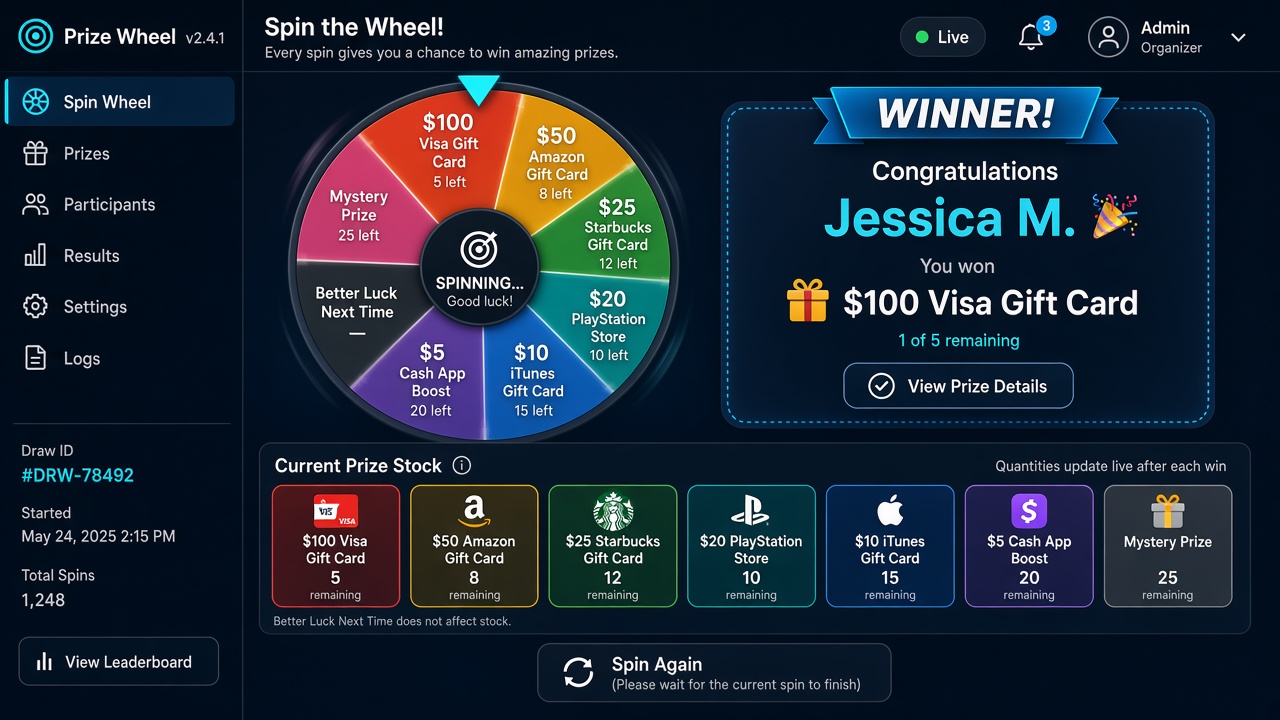 Prize Wheel v2.4.1
Spin Wheel
Prizes
Participants
Results
Settings
Logs
Draw ID
#DRW-78492
Started
May 24, 2025 2:15 PM
Total Spins
1,248
View Leaderboard
Spin the Wheel!
Every spin gives you a chance to win amazing prizes.
Live
3
Admin
Organizer
$100
Visa Gift
Card
5 left
$50
Amazon
Gift Card
8 left
$25
Starbucks
Gift Card
12 left
$20
PlayStation
Store
10 left
$10
iTunes
Gift Card
15 left
$5
Cash App
Boost
20 left
Better Luck
Next Time
—
Mystery
Prize
25 left
SPINNING...
Good luck!
WINNER!
Congratulations
Jessica M.
You won
$100 Visa Gift Card
1 of 5 remaining
View Prize Details
Current Prize Stock
Quantities update live after each win
VISA
$100 Visa
Gift Card
5
remaining
a
$50 Amazon
Gift Card
8
remaining
$25 Starbucks
Gift Card
12
remaining
$20 PlayStation
Store
10
remaining
$10 iTunes
Gift Card
15
remaining
$
$5 Cash App
Boost
20
remaining
Mystery Prize
25
remaining
Better Luck Next Time does not affect stock.
Spin Again
(Please wait for the current spin to finish)